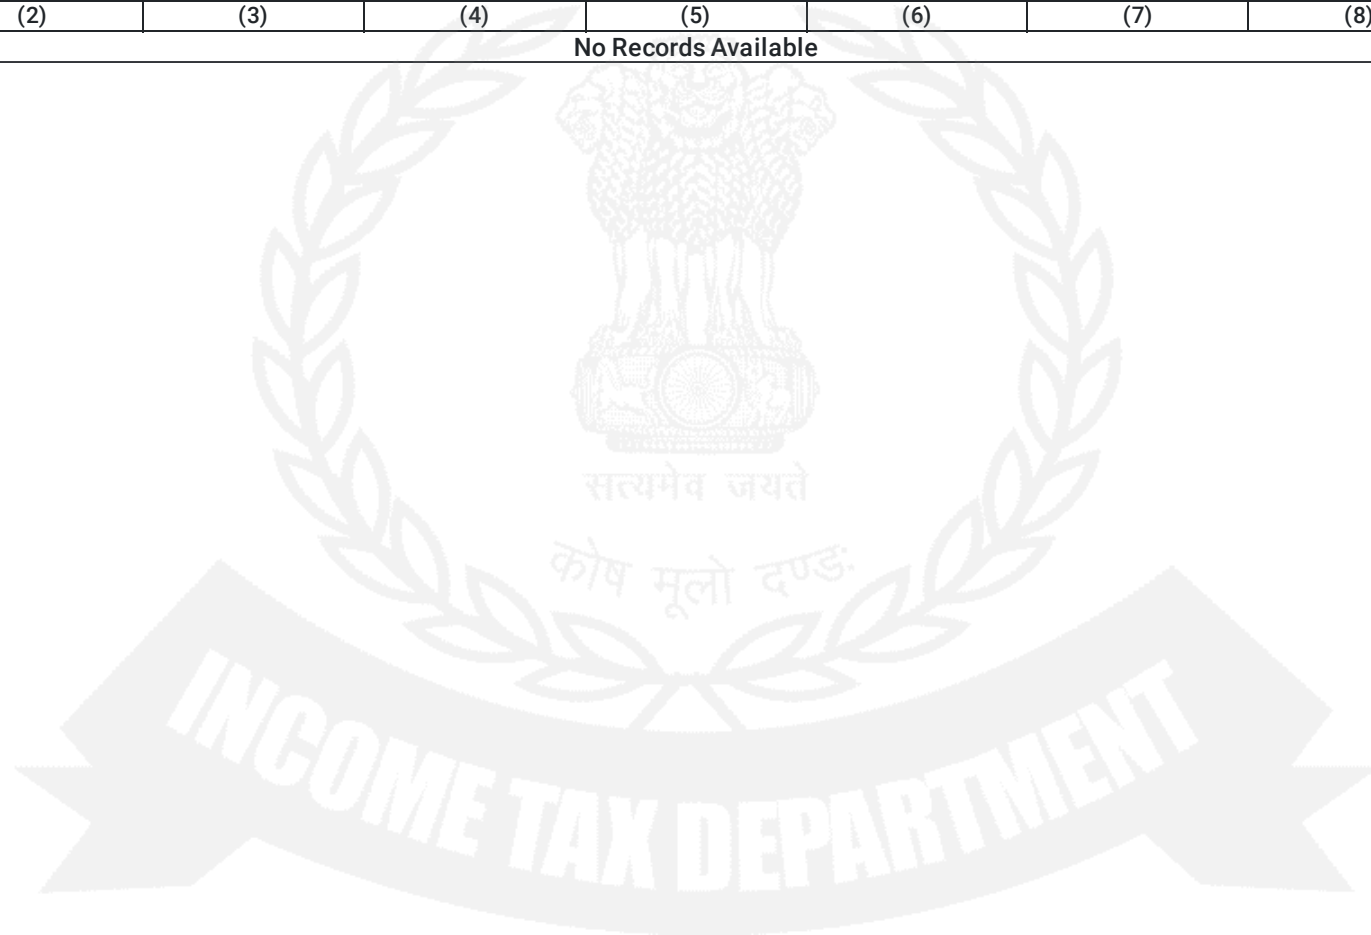 (2) (3) (4) (5) (6) (7) (8)
No Records Available
सत्यमेव जयते
कोष मूलो दण्डः
INCOME TAX DEPARTMENT